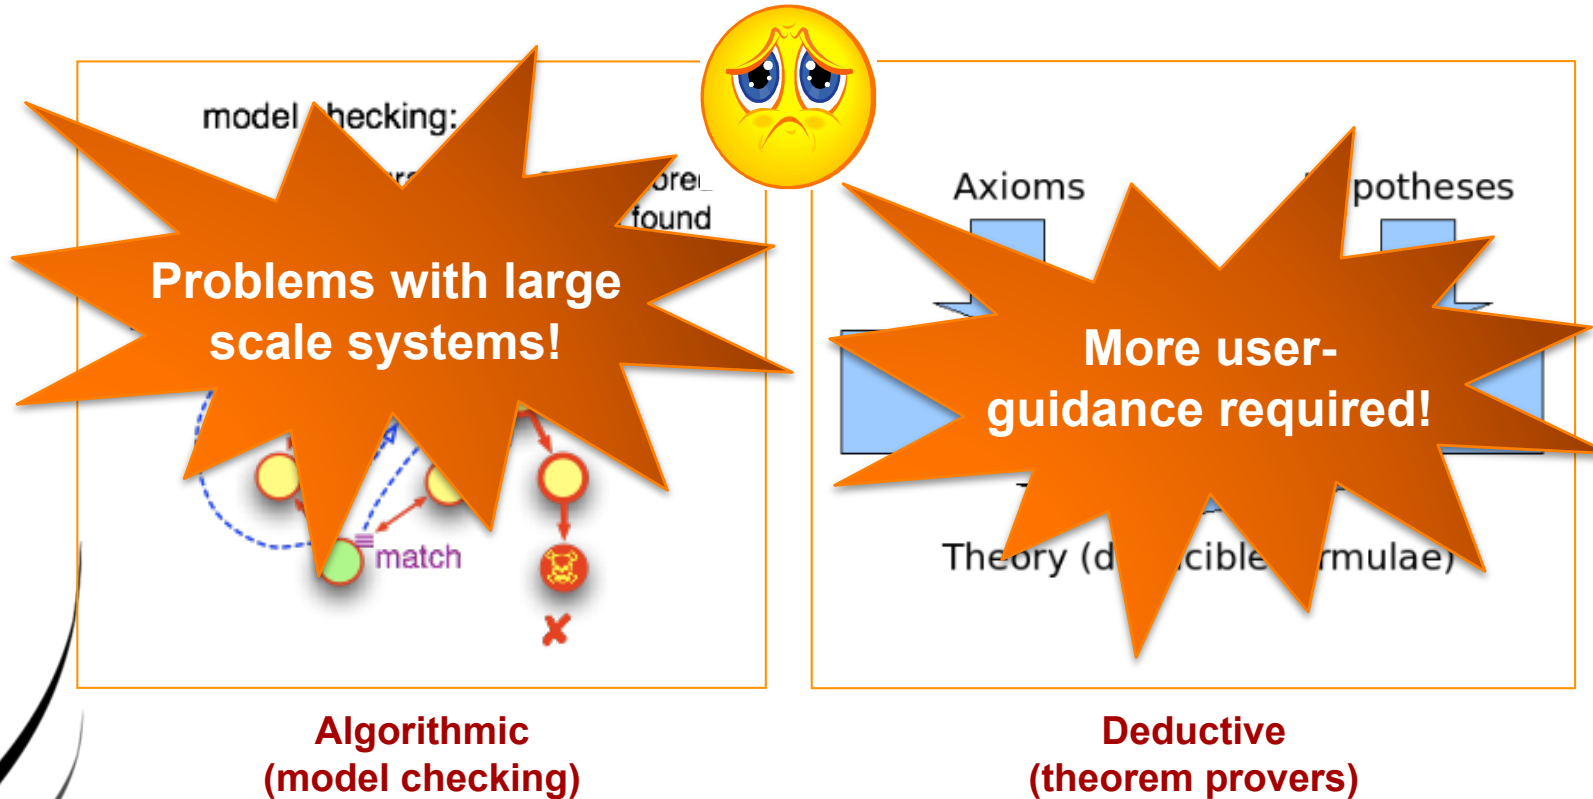 model checking:
found
Problems with large
scale systems!
match
Algorithmic
(model checking)
Axioms
potheses
More user-
guidance required!
Theory (d cible rmulae)
Deductive
(theorem provers)